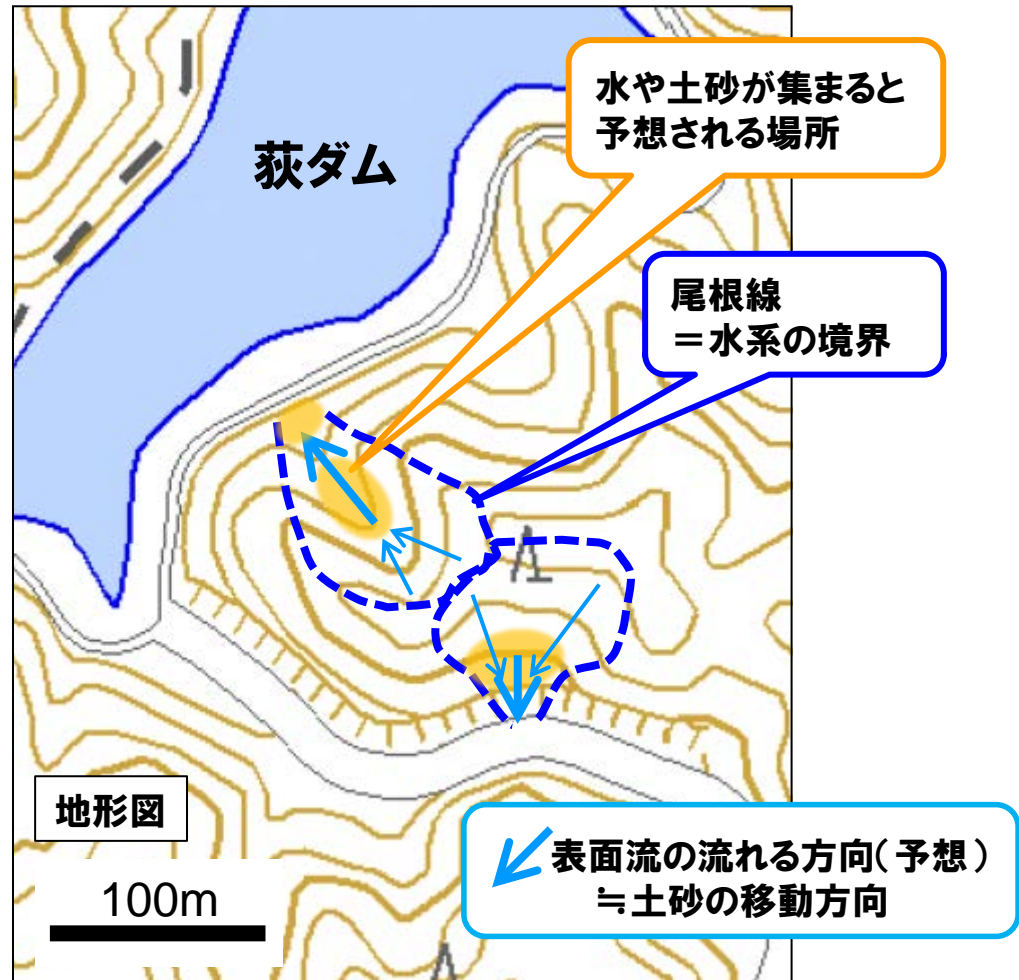 水や土砂が集まると
予想される場所
荻ダム
尾根線
＝水系の境界
地形図
100m
表面流の流れる方向(予想)
≒土砂の移動方向